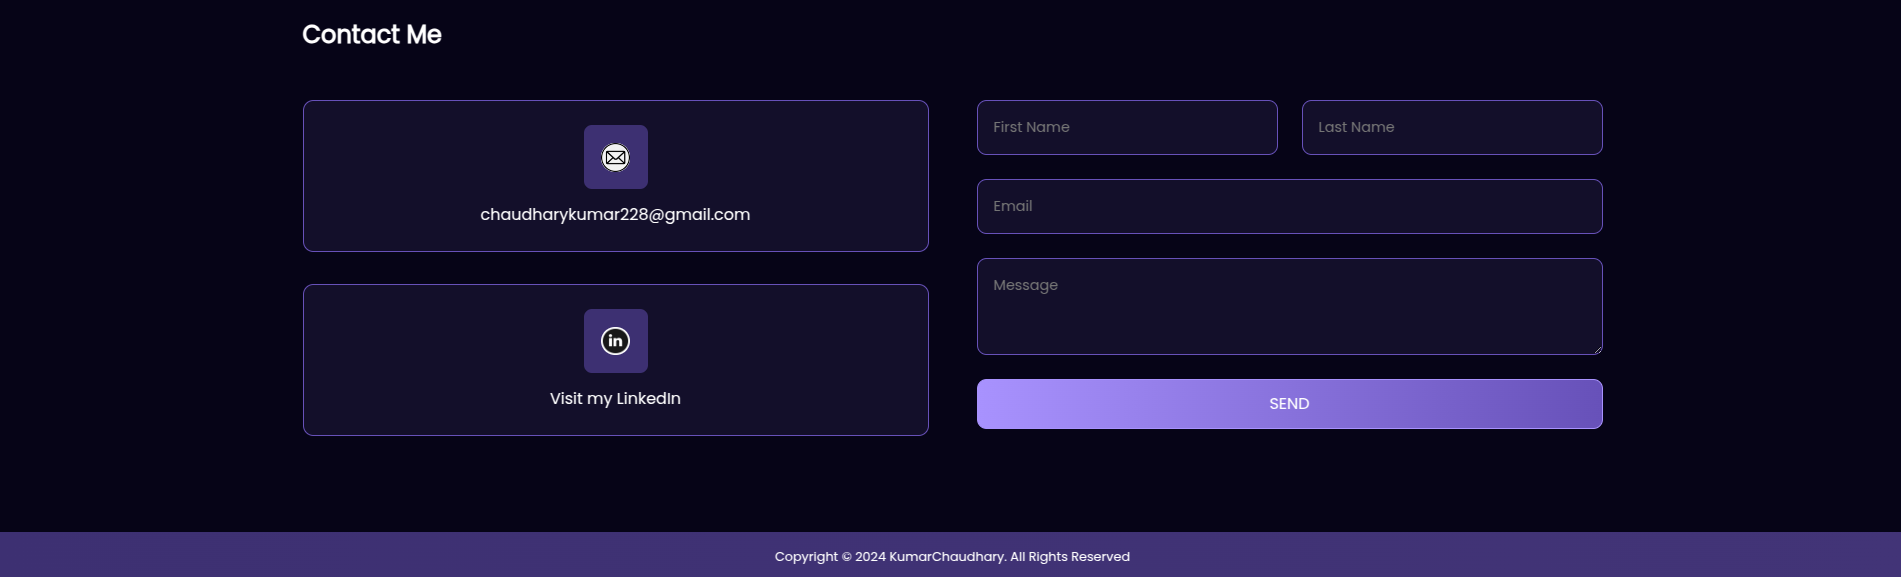 Contact Me
chaudharykumar228@gmail.com
in
Visit my LinkedIn
First Name
Last Name
Email
Message
SEND
Copyright © 2024 KumarChaudhary. All Rights Reserved